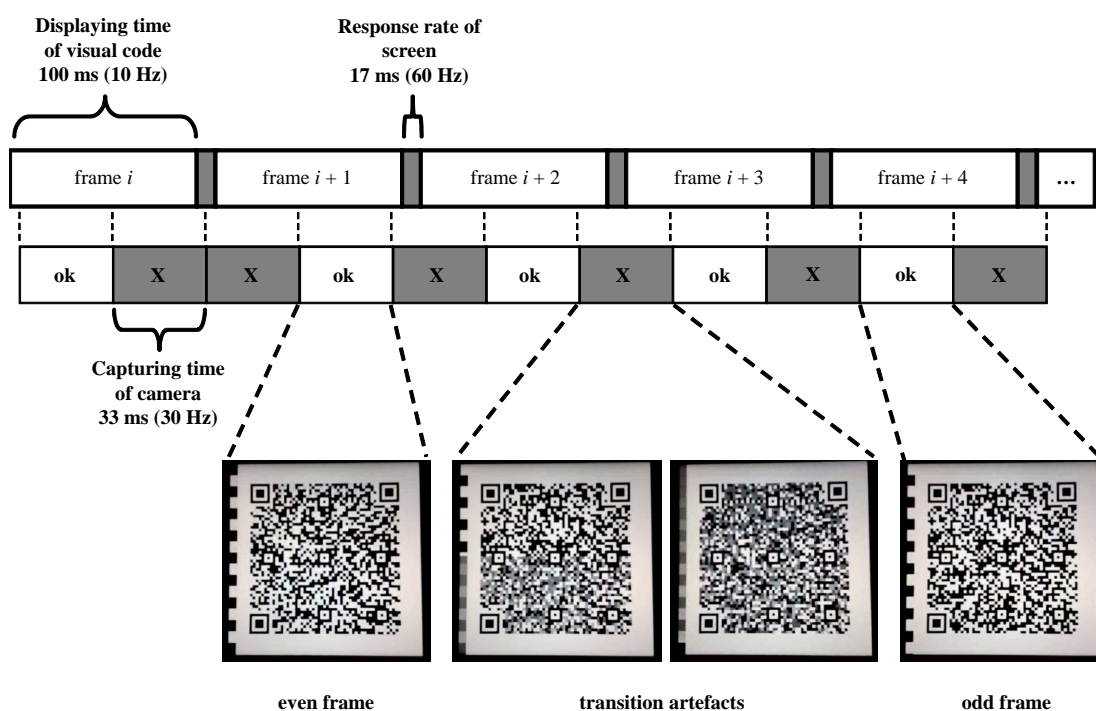 Displaying time
of visual code
100 ms (10 Hz)
Response rate of
screen
17 ms (60 Hz)
frame i
frame i + 1
frame i + 2
frame i + 3
frame i + 4
...
ok
X
X
ok
X
ok
X
ok
X
ok
X
Capturing time
of camera
33 ms (30 Hz)
even frame
transition artefacts
odd frame